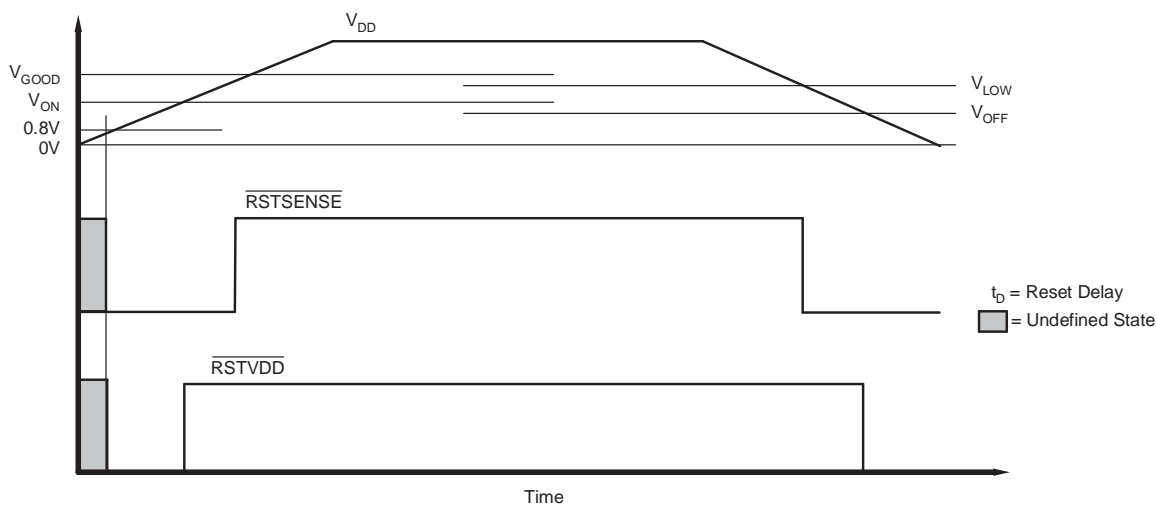 V_DD
V_GOOD
V_ON
0.8V
0V
V_LOW
V_OFF
RSTSENSE
t_D = Reset Delay
= Undefined State
RSTVDD
Time